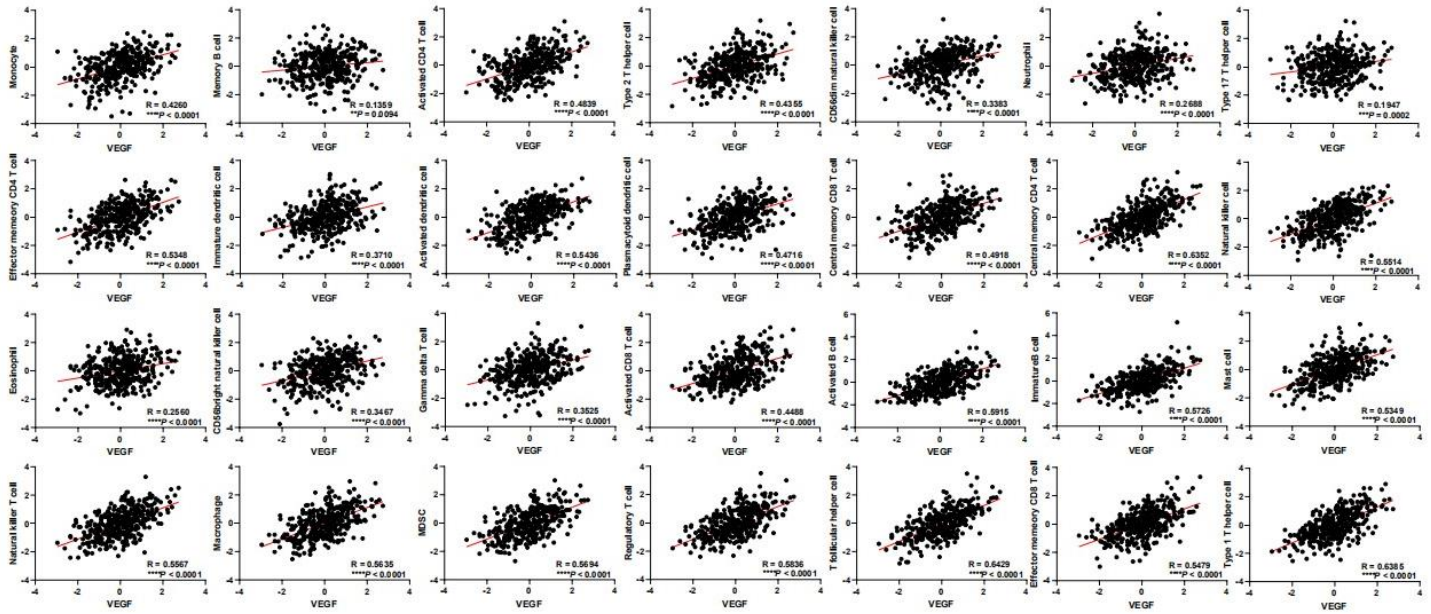 Monocyte
R = 0.4260
****P < 0.0001
VEGF
Memory B cell
R = 0.1359
**P = 0.0094
VEGF
Activated CD4 T cell
R = 0.4839
****P < 0.0001
VEGF
Type 2 T helper cell
R = 0.4355
****P < 0.0001
VEGF
CD56dim natural killer cell
R = 0.3383
****P < 0.0001
VEGF
Neutrophil
R = 0.2688
****P < 0.0001
VEGF
Type 17 T helper cell
R = 0.1947
***P = 0.0002
VEGF
Effector memeory CD4 T cell
R = 0.5348
****P < 0.0001
VEGF
Immature dendritic cell
R = 0.3710
****P < 0.0001
VEGF
Activated dendritic cell
R = 0.5436
****P < 0.0001
VEGF
Plasmacytoid dendritic cell
R = 0.4716
****P < 0.0001
VEGF
Central memory CD8 T cell
R = 0.4918
****P < 0.0001
VEGF
Central memory CD4 T cell
R = 0.6352
****P < 0.0001
VEGF
Natural killer cell
R = 0.5514
****P < 0.0001
VEGF
Eosinophil
R = 0.2560
****P < 0.0001
VEGF
CD56bright natural killer cell
R = 0.3467
****P < 0.0001
VEGF
Gamma delta T cell
R = 0.3525
****P < 0.0001
VEGF
Activated CD8 T cell
R = 0.4488
****P < 0.0001
VEGF
Activated B cell
R = 0.5915
****P < 0.0001
VEGF
ImmatureB cell
R = 0.5726
****P < 0.0001
VEGF
Mast cell
R = 0.5349
****P < 0.0001
VEGF
Natural killer T cell
R = 0.5567
****P < 0.0001
VEGF
Macrophage
R = 0.5635
****P < 0.0001
VEGF
MDSC
R = 0.5694
****P < 0.0001
VEGF
Regulatory T cell
R = 0.5836
****P < 0.0001
VEGF
T follicular helper cell
R = 0.6429
****P < 0.0001
VEGF
Effector memeory CD8 T cell
R = 0.5479
****P < 0.0001
VEGF
Type 1 T helper cell
R = 0.6385
****P < 0.0001
VEGF